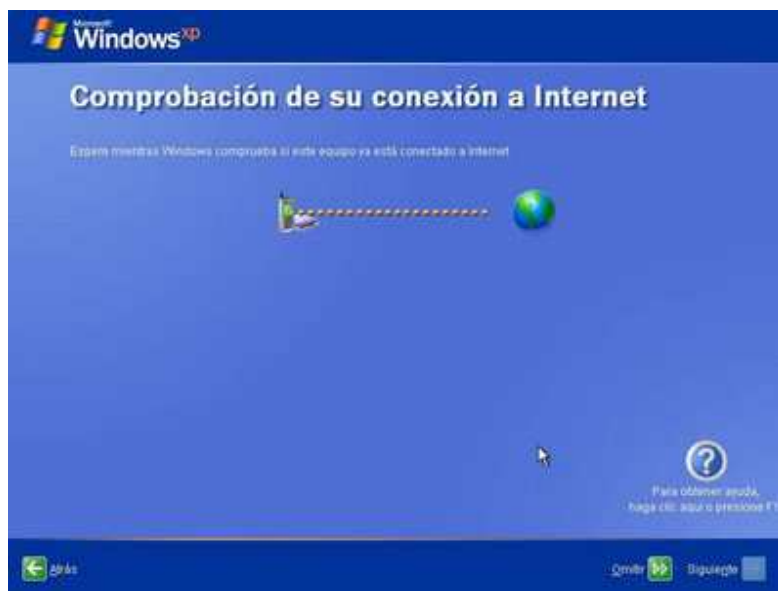 Microsoft
Windows xp
Comprobación de su conexión a Internet
Espere mientras Windows comprueba si este equipo ya está conectado a Internet
Para obtener ayuda,
haga clic aquí o presione F1
Atrás
Omitir
Siguiente